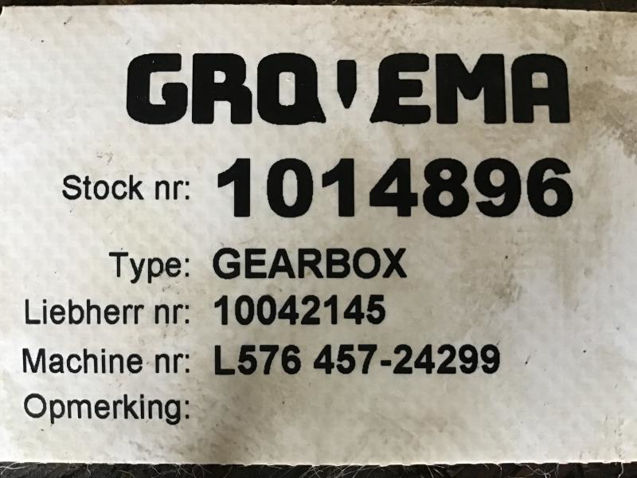 GROVEMA
Stock nr: 1014896
Type: GEARBOX
Liebherr nr: 10042145
Machine nr: L576 457-24299
Opmerking: